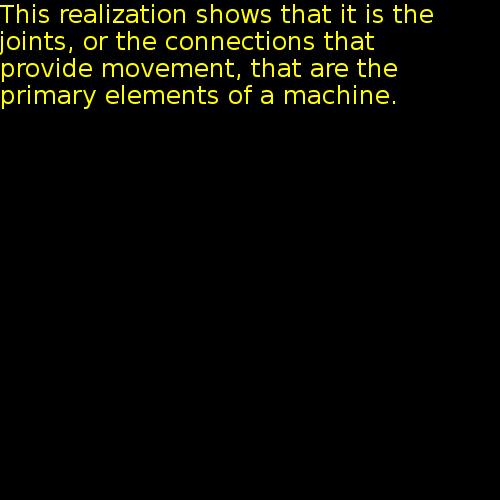 This realization shows that it is the
joints, or the connections that
provide movement, that are the
primary elements of a machine.